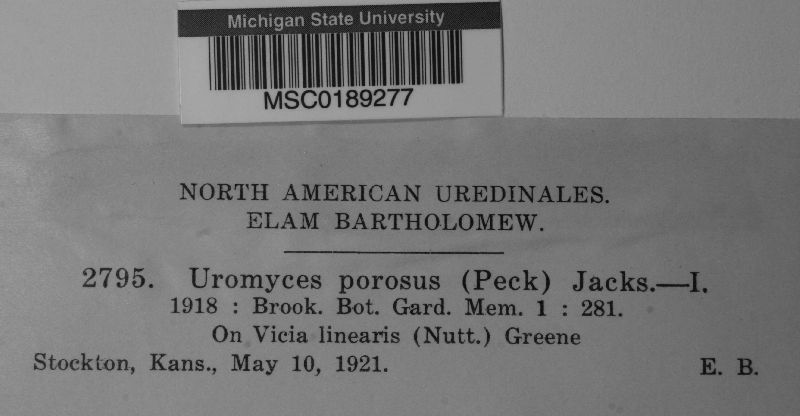 Michigan State University
MSC0189277
NORTH AMERICAN UREDINALES.
ELAM BARTHOLOMEW.
2795. Uromyces porosus (Peck) Jacks.—I.
1918 : Brook. Bot. Gard. Mem. 1 : 281.
On Vicia linearis (Nutt.) Greene
Stockton, Kans., May 10, 1921. E. B.